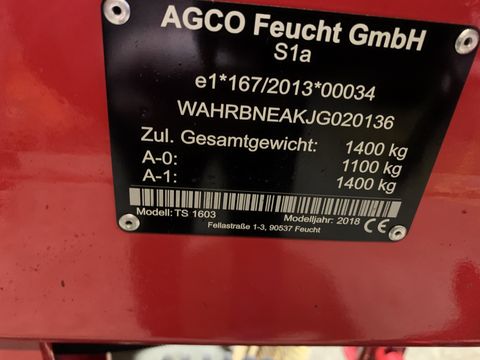 AGCO Feucht GmbH
S1a
e1*167/2013*00034
WAHRBNEAKJG020136
Zul. Gesamtgewicht: 1400 kg
A-0: 1100 kg
A-1: 1400 kg
Modell: TS 1603 Modelljahr: 2018 CE
Fellastraße 1-3, 90537 Feucht